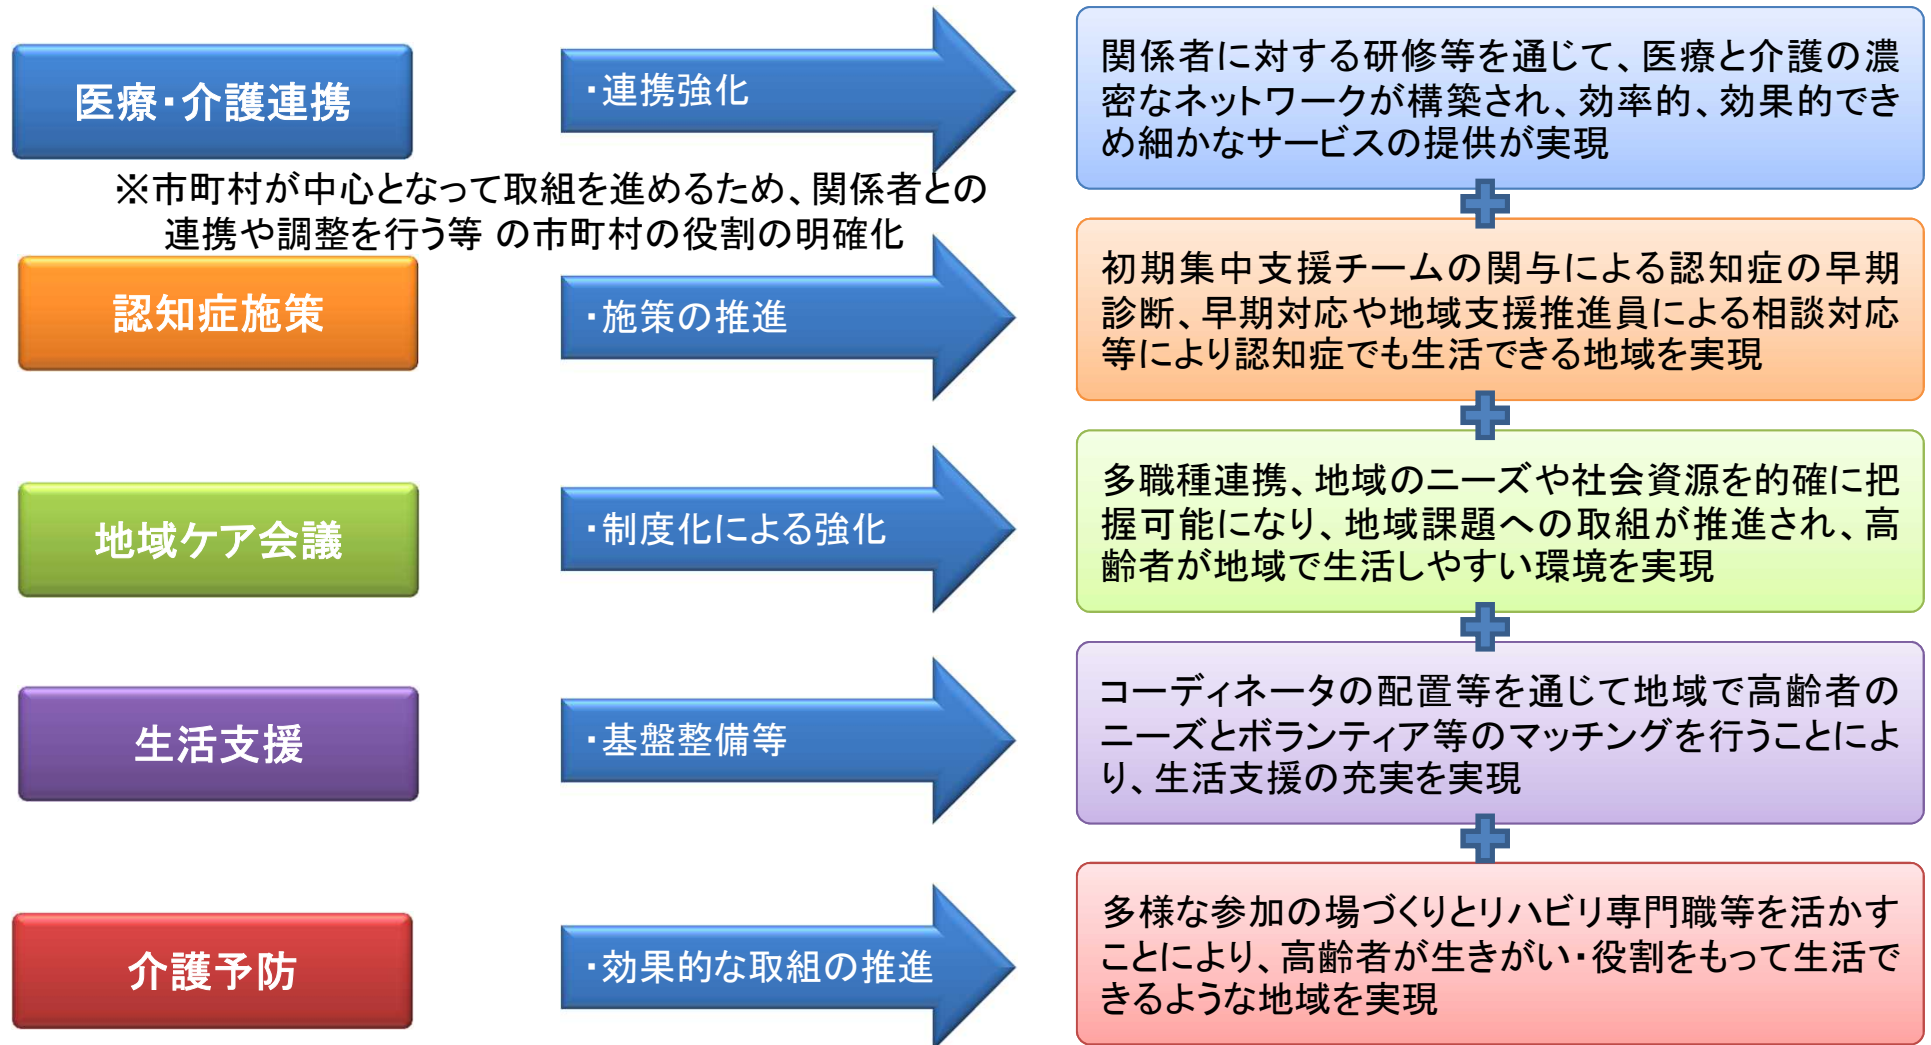 医療・介護連携
・連携強化
関係者に対する研修等を通じて、医療と介護の濃
密なネットワークが構築され、効率的、効果的でき
め細かなサービスの提供が実現
※市町村が中心となって取組を進めるため、関係者との
連携や調整を行う等 の市町村の役割の明確化
認知症施策
・施策の推進
初期集中支援チームの関与による認知症の早期
診断、早期対応や地域支援推進員による相談対応
等により認知症でも生活できる地域を実現
地域ケア会議
・制度化による強化
多職種連携、地域のニーズや社会資源を的確に把
握可能になり、地域課題への取組が推進され、高
齢者が地域で生活しやすい環境を実現
生活支援
・基盤整備等
コーディネータの配置等を通じて地域で高齢者の
ニーズとボランティア等のマッチングを行うことによ
り、生活支援の充実を実現
介護予防
・効果的な取組の推進
多様な参加の場づくりとリハビリ専門職等を活かす
ことにより、高齢者が生きがい・役割をもって生活で
きるような地域を実現